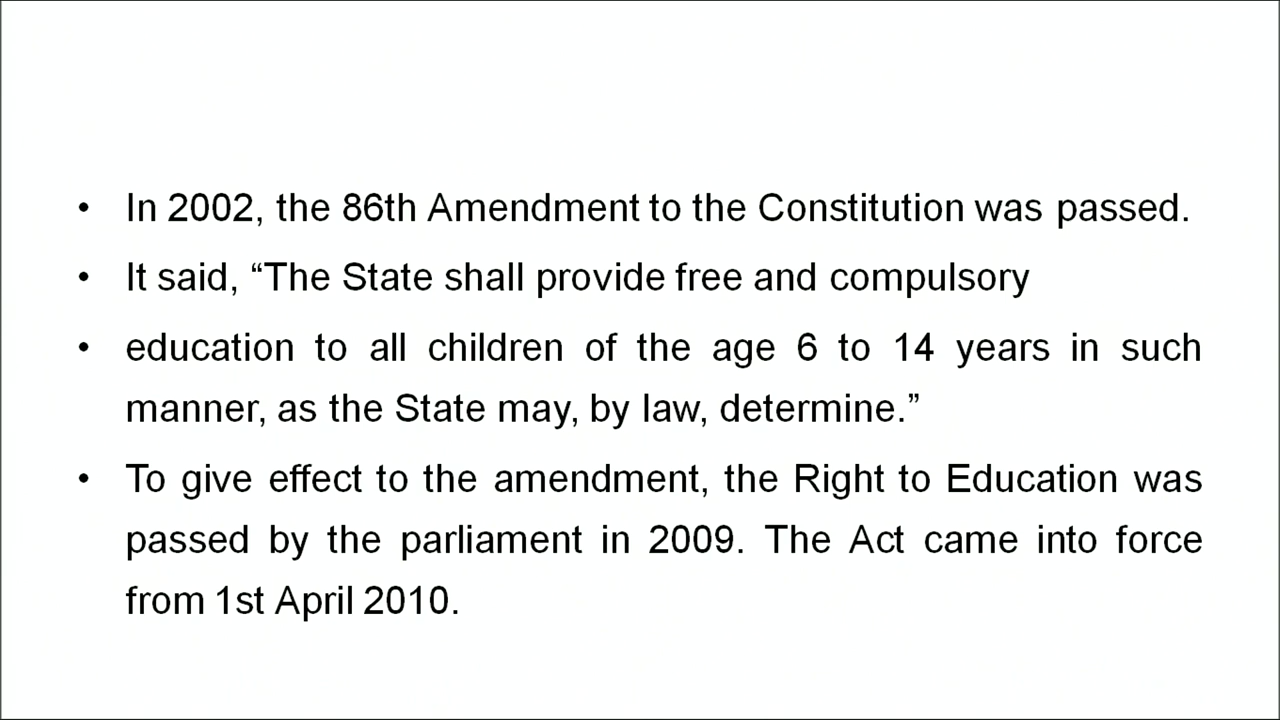 • In 2002, the 86th Amendment to the Constitution was passed.
• It said, “The State shall provide free and compulsory
• education to all children of the age 6 to 14 years in such
manner, as the State may, by law, determine.”
• To give effect to the amendment, the Right to Education was
passed by the parliament in 2009. The Act came into force
from 1st April 2010.